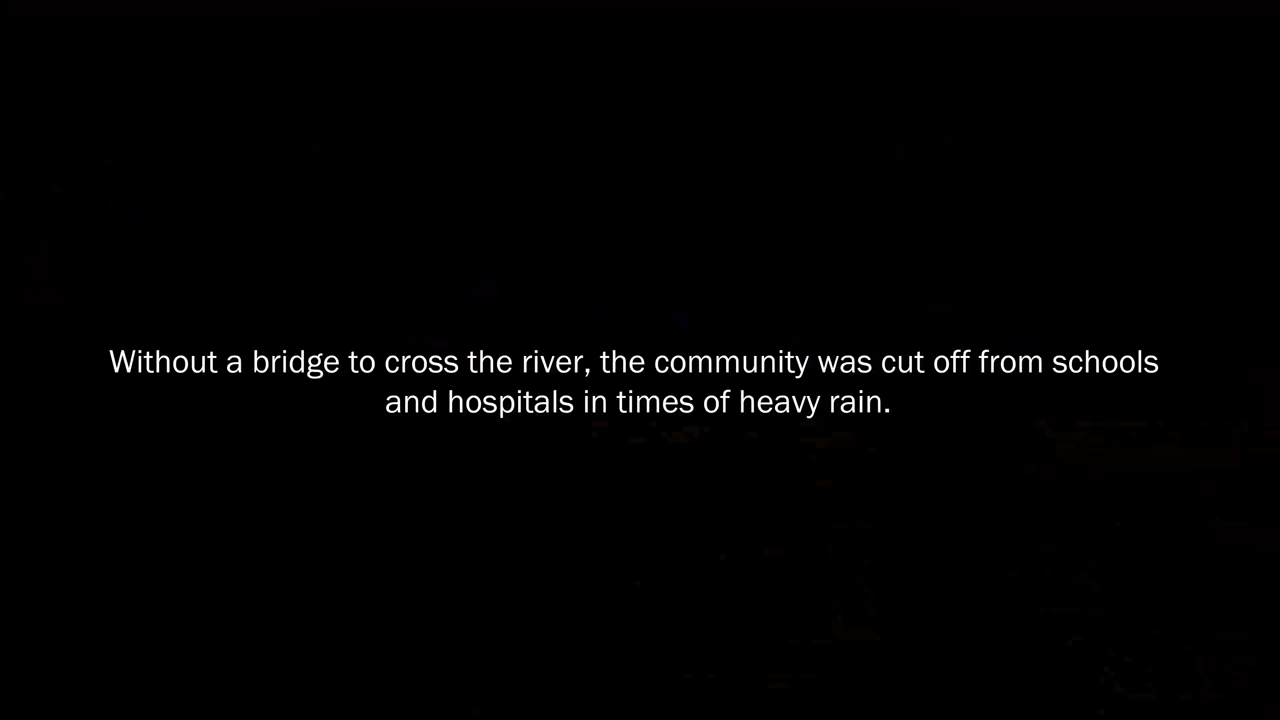 Without a bridge to cross the river, the community was cut off from schools
and hospitals in times of heavy rain.